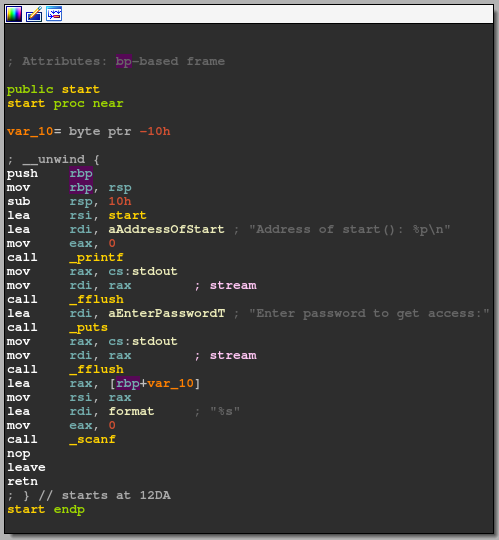 ; Attributes: bp-based frame
public start
start proc near
var_10= byte ptr -10h
; __unwind {
push rbp
mov rbp, rsp
sub rsp, 10h
lea rsi, start
lea rdi, aAddressOfStart ; "Address of start(): %p\n"
mov eax, 0
call _printf
mov rax, cs:stdout
mov rdi, rax ; stream
call _fflush
lea rdi, aEnterPasswordT ; "Enter password to get access:"
call _puts
mov rax, cs:stdout
mov rdi, rax ; stream
call _fflush
lea rax, [rbp+var_10]
mov rsi, rax
lea rdi, format ; "%s"
mov eax, 0
call _scanf
nop
leave
retn
; } // starts at 12DA
start endp